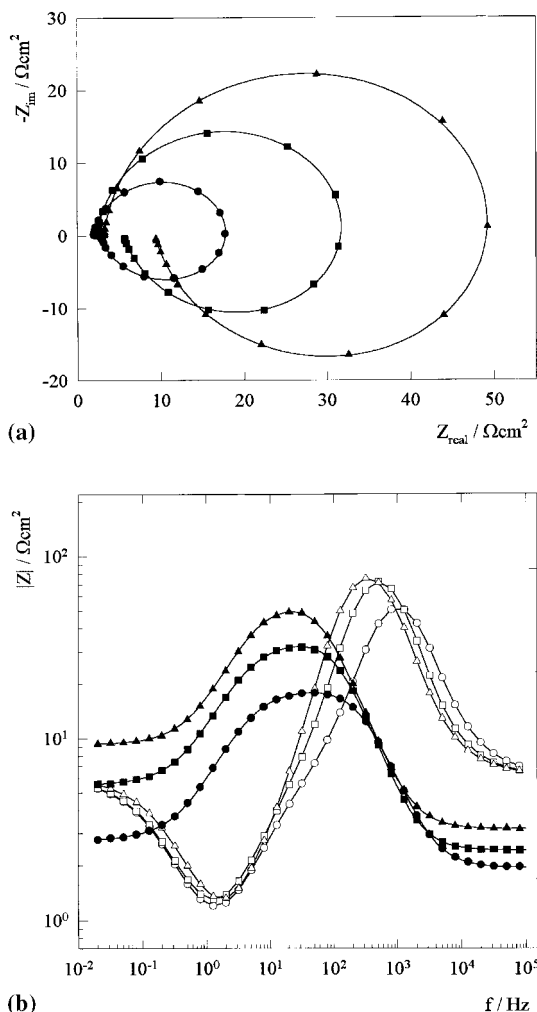 30
20
10
0
-10
-20
-Z_im / Ωcm²
0 10 20 30 40 50
(a)
Z_real / Ωcm²
|Z| / Ωcm²
10²
10¹
10⁰
10⁻² 10⁻¹ 10⁰ 10¹ 10² 10³ 10⁴ 10⁵
(b)
f / Hz